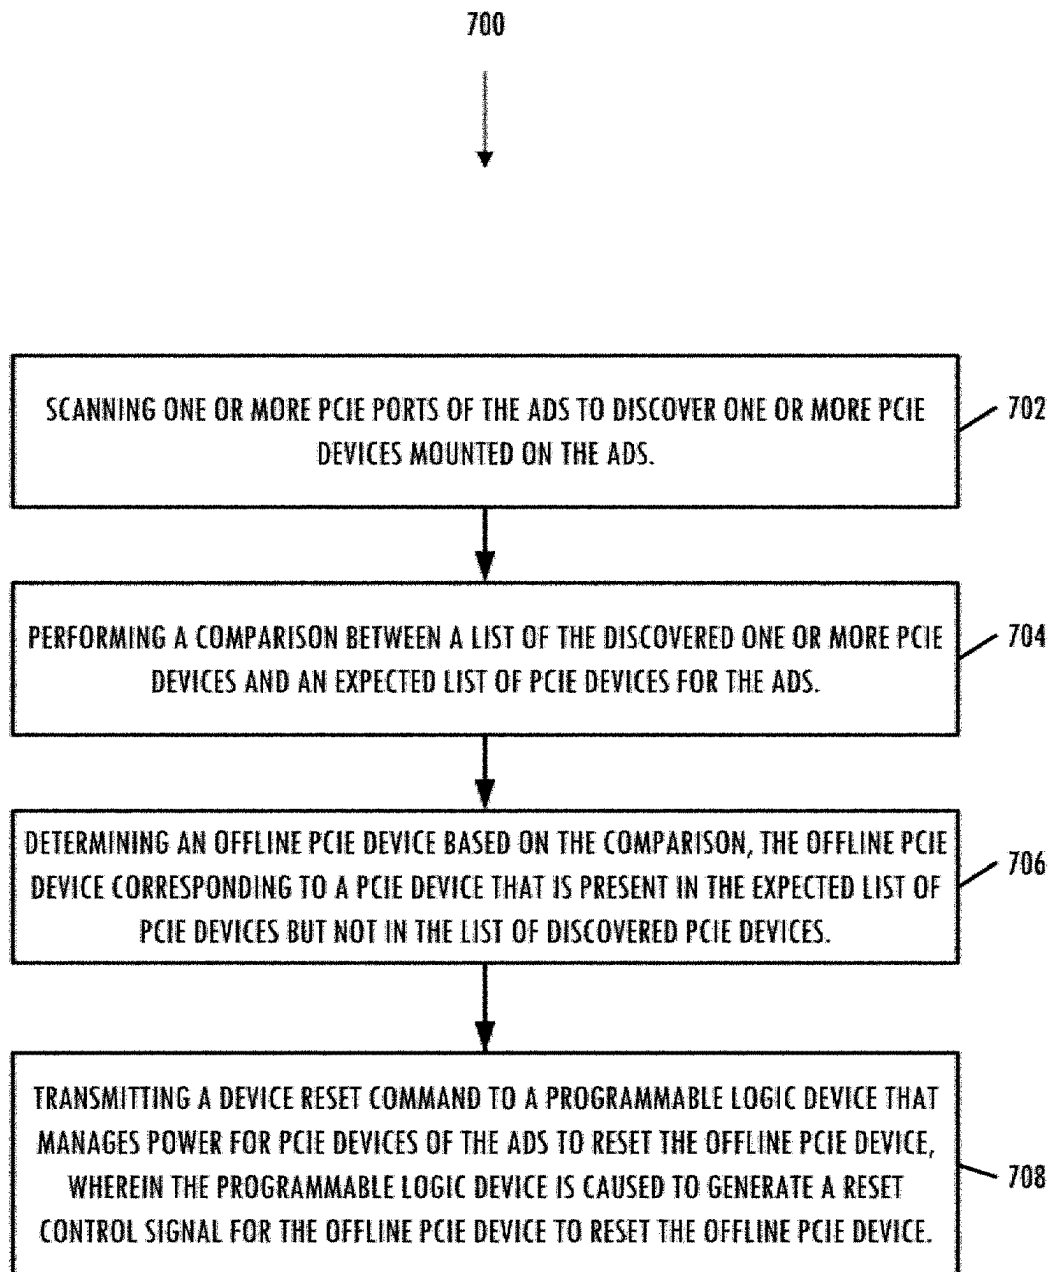 700
SCANNING ONE OR MORE PCIE PORTS OF THE ADS TO DISCOVER ONE OR MORE PCIE
DEVICES MOUNTED ON THE ADS.
702
PERFORMING A COMPARISON BETWEEN A LIST OF THE DISCOVERED ONE OR MORE PCIE
DEVICES AND AN EXPECTED LIST OF PCIE DEVICES FOR THE ADS.
704
DETERMINING AN OFFLINE PCIE DEVICE BASED ON THE COMPARISON, THE OFFLINE PCIE
DEVICE CORRESPONDING TO A PCIE DEVICE THAT IS PRESENT IN THE EXPECTED LIST OF
PCIE DEVICES BUT NOT IN THE LIST OF DISCOVERED PCIE DEVICES.
706
TRANSMITTING A DEVICE RESET COMMAND TO A PROGRAMMABLE LOGIC DEVICE THAT
MANAGES POWER FOR PCIE DEVICES OF THE ADS TO RESET THE OFFLINE PCIE DEVICE,
WHEREIN THE PROGRAMMABLE LOGIC DEVICE IS CAUSED TO GENERATE A RESET
CONTROL SIGNAL FOR THE OFFLINE PCIE DEVICE TO RESET THE OFFLINE PCIE DEVICE.
708